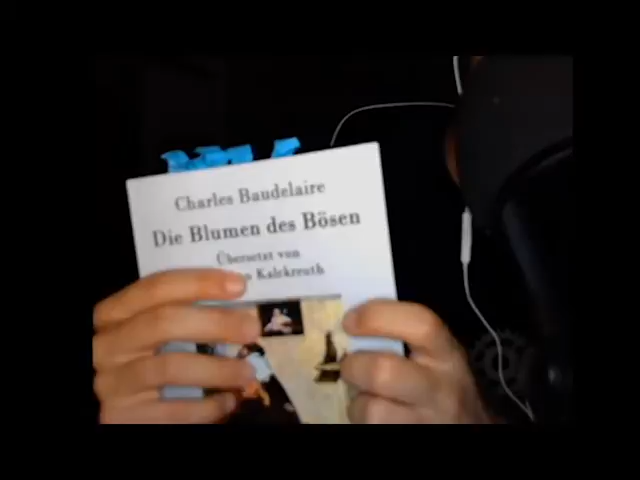 Charles Baudelaire
Die Blumen des Bösen
Übersetzt von
Kalckreuth